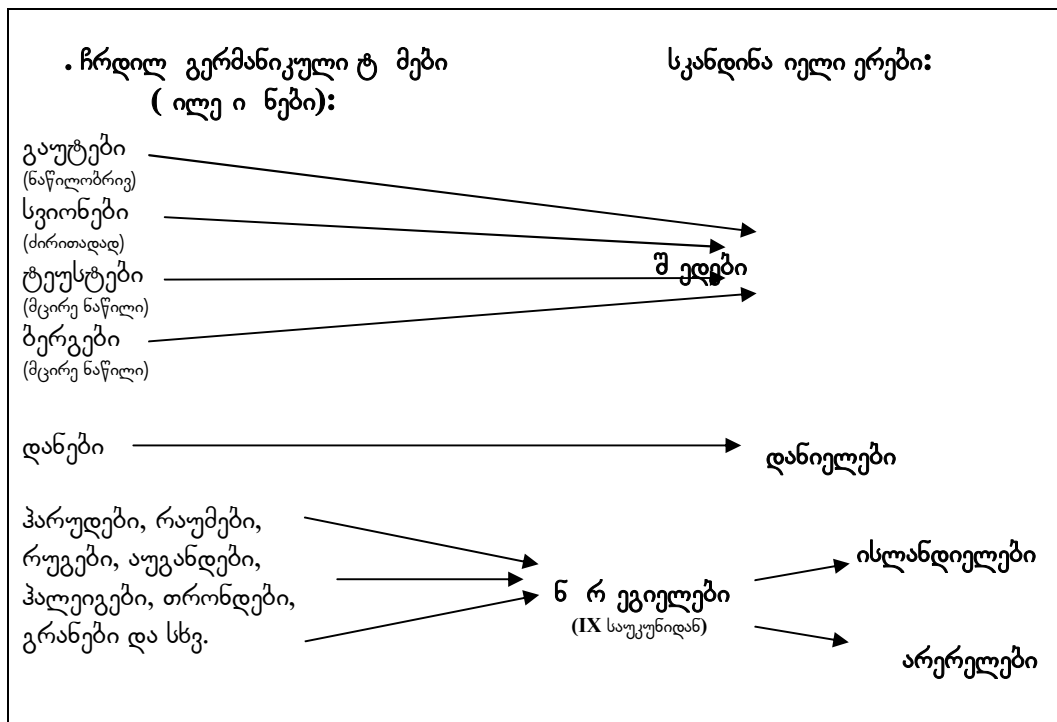 . ჩრდილ გერმანიკული ტ მები
( ილე ი ნები):
სკანდინა იელი ერები:
გაუტები
(ნაწილობრივ)
სვიონები
(ძირითადად)
ტეუსტები
(მცირე ნაწილი)
ბერგები
(მცირე ნაწილი)
შ ედები
დანები
დანიელები
ჰარუდები, რაუმები,
რუგები, აუგანდები,
ჰალეიგები, თრონდები,
გრანები და სხვ.
ნ რ ეგიელები
(IX საუკუნიდან)
ისლანდიელები
არერელები